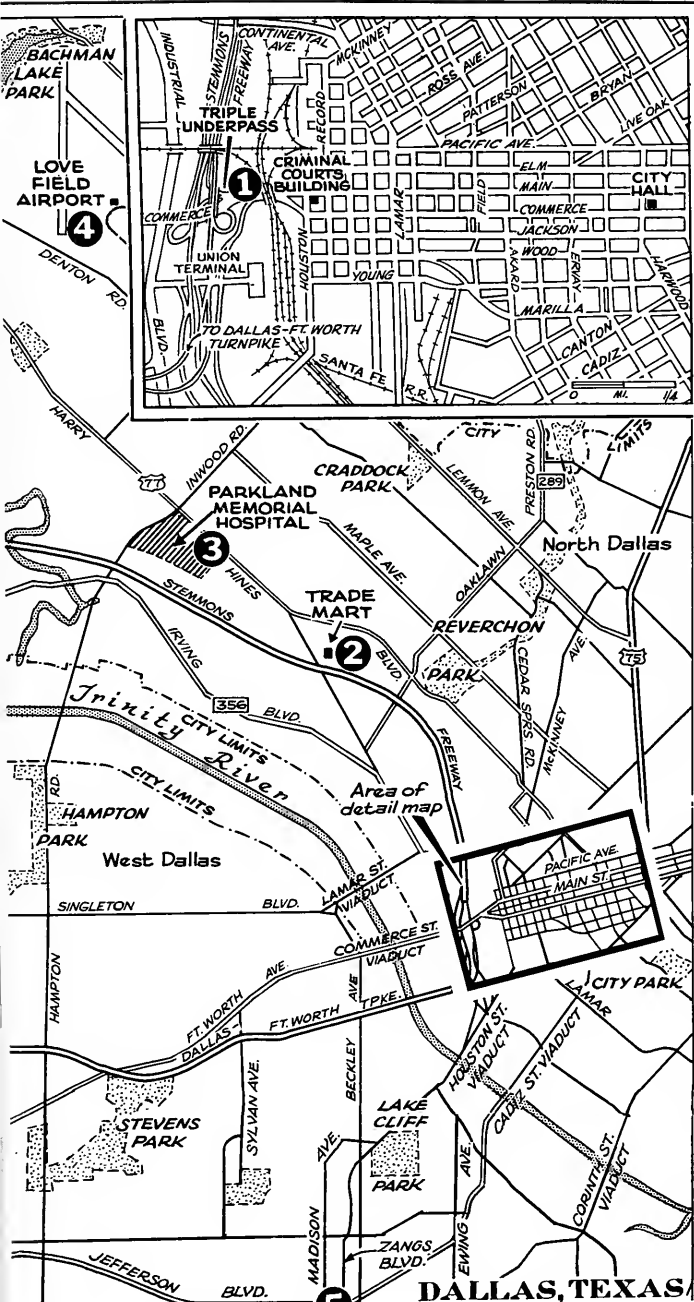 BACHMAN
LAKE
PARK
LOVE
FIELD
AIRPORT
4
DENTON RD.
INDUSTRIAL
STEMMONS
FREEWAY
CONTINENTAL
AVE.
MCKINNEY
ROSS AVE.
PATTERSON
BRYAN
LIVE OAK
TRIPLE
UNDERPASS
RECORD
PACIFIC AVE.
1
CRIMINAL
COURTS
BUILDING
ELM
MAIN
CITY
HALL
COMMERCE
COMMERCE
LAMAR
FIELD
JACKSON
WOOD
UNION
TERMINAL
HOUSTON
YOUNG
AKARD
ERVAY
HARWOOD
MARILLA
BLVD.
TO DALLAS-FT. WORTH
TURNPIKE
CANTON
CADIZ
SANTA FE
R.R.
0 MI. 1/4
HARRY
77
INWOOD RD.
CRADDOCK
PARK
CITY
LIMITS
LEMMON AVE.
PRESTON RD.
289
PARKLAND
MEMORIAL
HOSPITAL
3
HINES
MAPLE AVE.
OAKLAWN
North Dallas
STEMMONS
TRADE
MART
2
BLVD.
REVERCHON
PARK
CEDAR SPRS RD.
MCKINNEY
AVE.
75
IRVING
356
BLVD.
Trinity River
CITY LIMITS
CITY LIMITS
FREEWAY
RD.
HAMPTON
PARK
West Dallas
Area of
detail map
PACIFIC AVE.
MAIN ST.
LAMAR ST.
VIADUCT
SINGLETON BLVD.
COMMERCE ST.
VIADUCT
HAMPTON
FT. WORTH AVE.
DALLAS- FT. WORTH TPKE.
CITY PARK
LAMAR
HOUSTON ST.
VIADUCT
CADIZ ST. VIADUCT
SYLVAN AVE.
BECKLEY AVE
STEVENS
PARK
LAKE
CLIFF
PARK
CORINTH ST.
VIADUCT
MADISON AVE.
EWING AVE.
ZANGS
BLVD.
JEFFERSON BLVD.
5
DALLAS, TEXAS